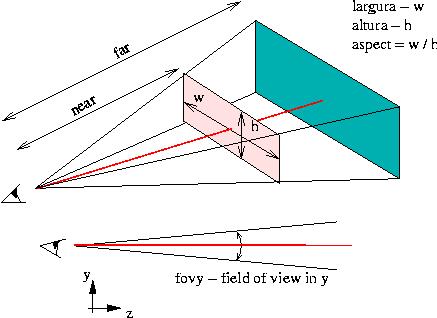 largura – w
altura – h
aspect = w / h
far
near
w
h
fovy – field of view in y
y
z